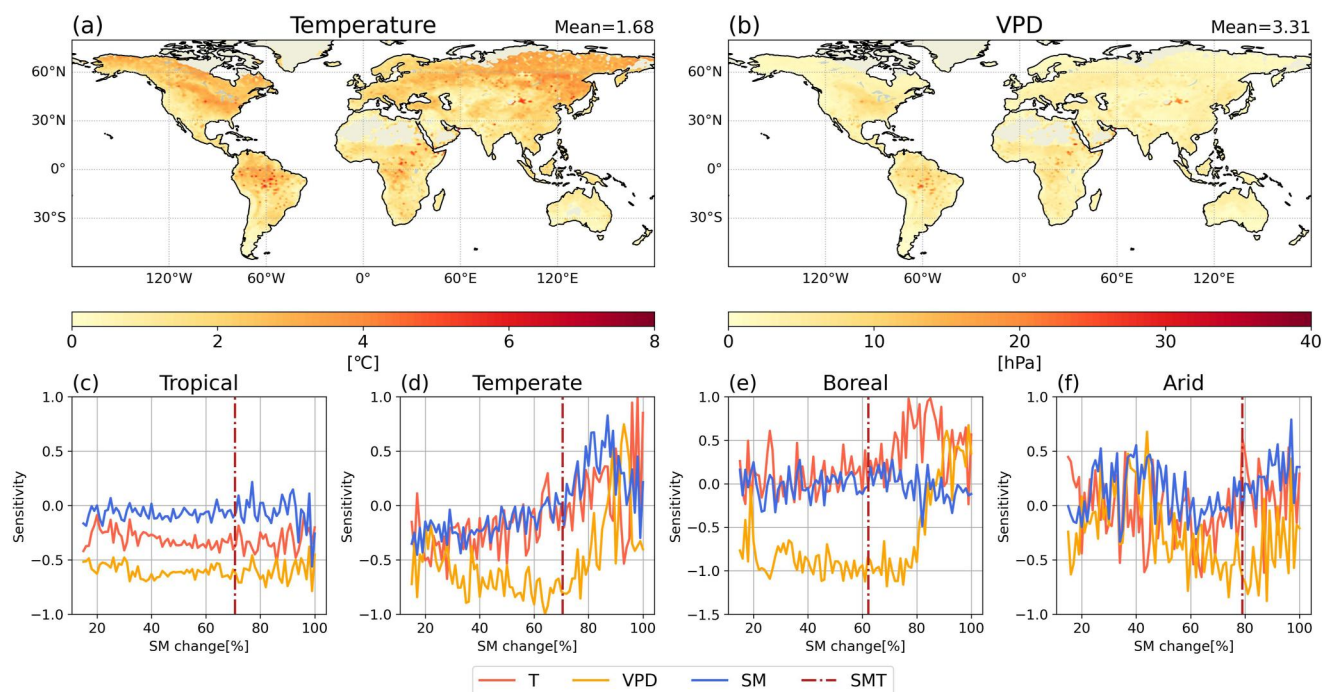 (a) Temperature Mean=1.68
60°N
30°N
0°
30°S
120°W 60°W 0° 60°E 120°E
0 2 4 6 8
[℃]
(b) VPD Mean=3.31
60°N
30°N
0°
30°S
120°W 60°W 0° 60°E 120°E
0 10 20 30 40
[hPa]
(c) Tropical
1.0
0.5
0.0
−0.5
−1.0
Sensitivity
20 40 60 80 100
SM change[%]
(d) Temperate
1.0
0.5
0.0
−0.5
−1.0
Sensitivity
20 40 60 80 100
SM change[%]
(e) Boreal
1.0
0.5
0.0
−0.5
−1.0
−1.5
Sensitivity
20 40 60 80 100
SM change[%]
(f) Arid
1.0
0.5
0.0
−0.5
−1.0
Sensitivity
20 40 60 80 100
SM change[%]
T VPD SM SMT